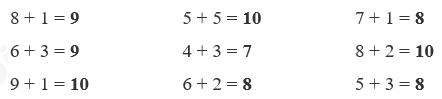 8 + 1 = 9 5 + 5 = 10 7 + 1 = 8
6 + 3 = 9 4 + 3 = 7 8 + 2 = 10
9 + 1 = 10 6 + 2 = 8 5 + 3 = 8